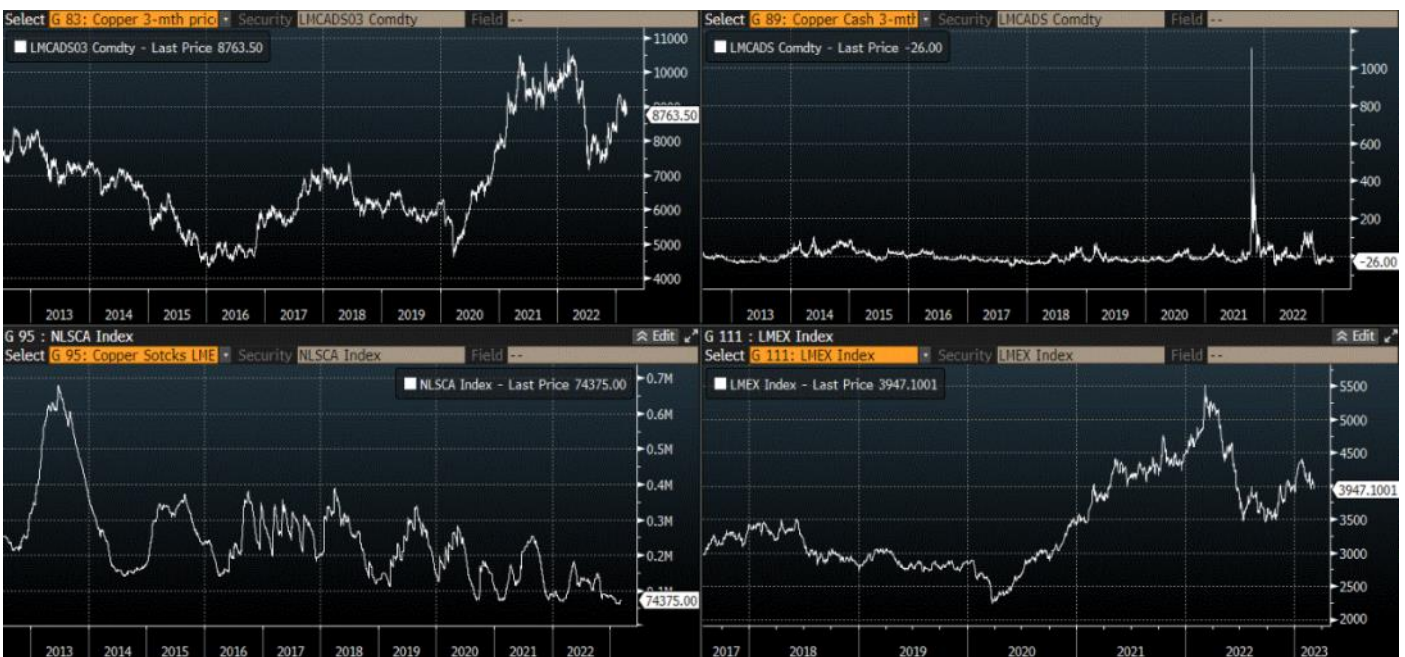 Select G 83: Copper 3-mth pric Security LMCADS03 Comdty Field --
LMCADS03 Comdty - Last Price 8763.50
11000
10000
9000
8763.50
8000
7000
6000
5000
4000
2013 2014 2015 2016 2017 2018 2019 2020 2021 2022
Select G 89: Copper Cash 3-mth Security LMCADS Comdty Field --
LMCADS Comdty - Last Price -26.00
1000
800
600
400
200
-26.00
2013 2014 2015 2016 2017 2018 2019 2020 2021 2022
G 95 : NLSCA Index Edit
Select G 95: Copper Sotcks LME Security NLSCA Index Field --
NLSCA Index - Last Price 74375.00
0.7M
0.6M
0.5M
0.4M
0.3M
0.2M
0.1M
74375.00
2013 2014 2015 2016 2017 2018 2019 2020 2021 2022
G 111 : LMEX Index Edit
Select G 111: LMEX Index Security LMEX Index Field --
LMEX Index - Last Price 3947.1001
5500
5000
4500
3947.1001
3500
3000
2500
2000
2017 2018 2019 2020 2021 2022 2023